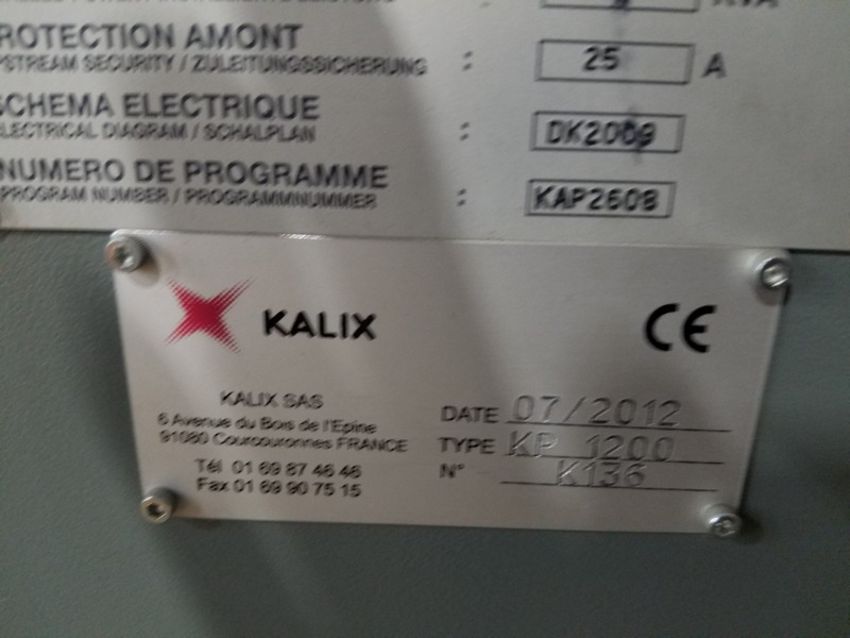 PROTECTION AMONT
UPSTREAM SECURITY / ZULEITUNGSSICHERUNG : 25 A
SCHEMA ELECTRIQUE
ELECTRICAL DIAGRAM / SCHALPLAN : DK2009
NUMERO DE PROGRAMME
PROGRAM NUMBER / PROGRAMMNUMMER : KAP2608
KALIX CE
KALIX SAS
6 Avenue du Bois de l'Epine
91080 Courcouronnes FRANCE
Tél 01 69 87 46 46
Fax 01 69 90 75 15
DATE 07/2012
TYPE KP 1200
N° K136